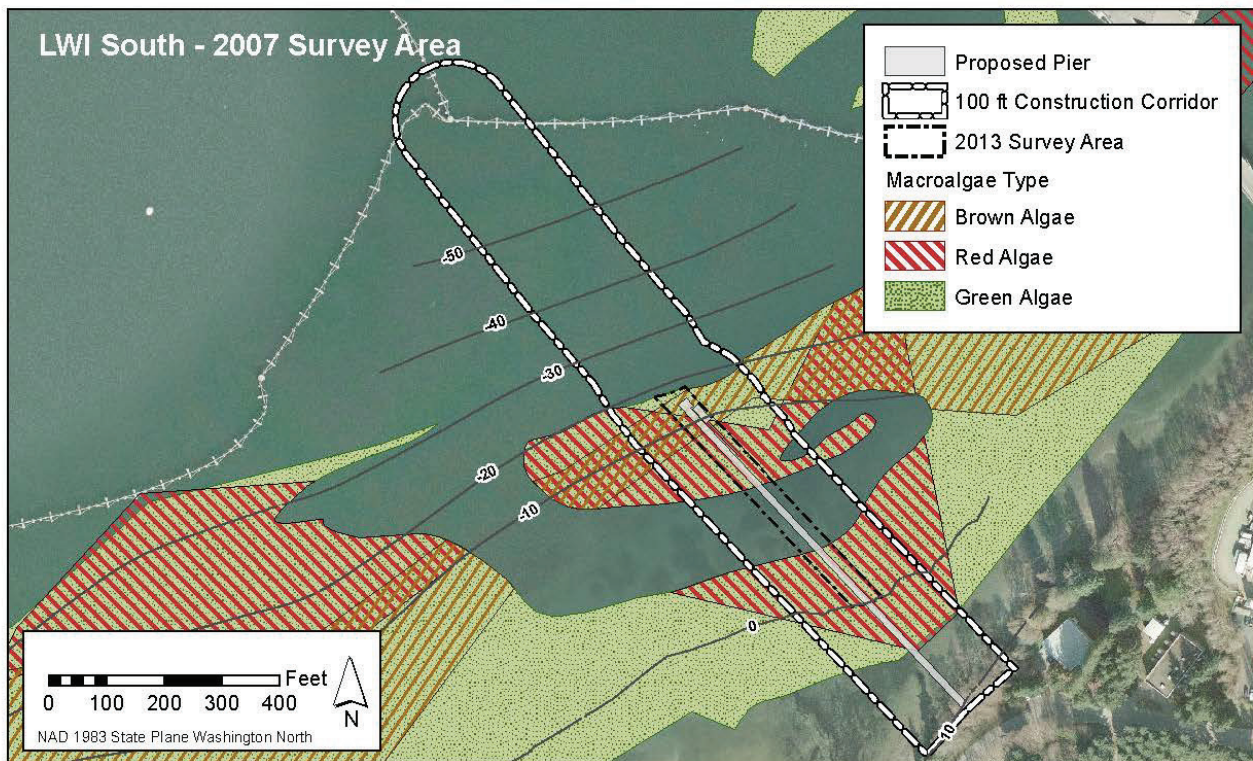 LWI South - 2007 Survey Area
Proposed Pier
100 ft Construction Corridor
2013 Survey Area
Macroalgae Type
Brown Algae
Red Algae
Green Algae
-50
-40
-30
-20
-10
0
10
Feet
0 100 200 300 400
N
NAD 1983 State Plane Washington North